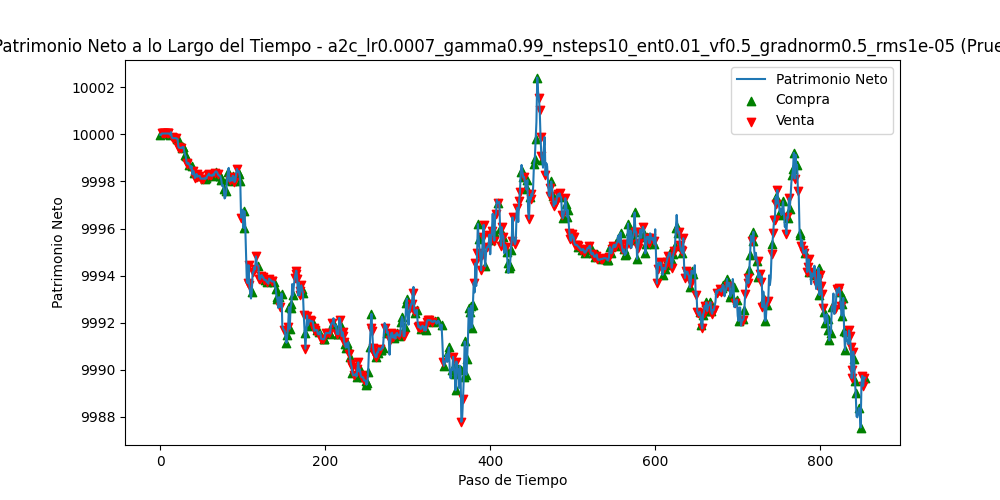 Patrimonio Neto a lo Largo del Tiempo - a2c_lr0.0007_gamma0.99_nsteps10_ent0.01_vf0.5_gradnorm0.5_rms1e-05 (Prue
Patrimonio Neto
Compra
Venta
10002
10000
9998
9996
9994
9992
9990
9988
Patrimonio Neto
0 200 400 600 800
Paso de Tiempo